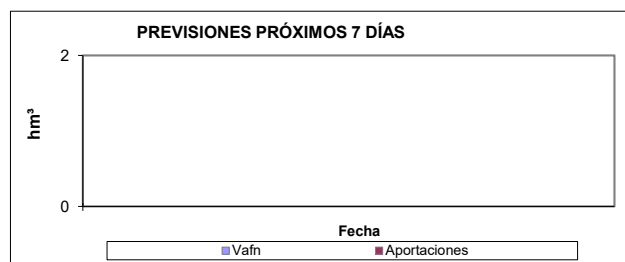 PREVISIONES PRÓXIMOS 7 DÍAS
2
hm³
0
Fecha
Vafn Aportaciones